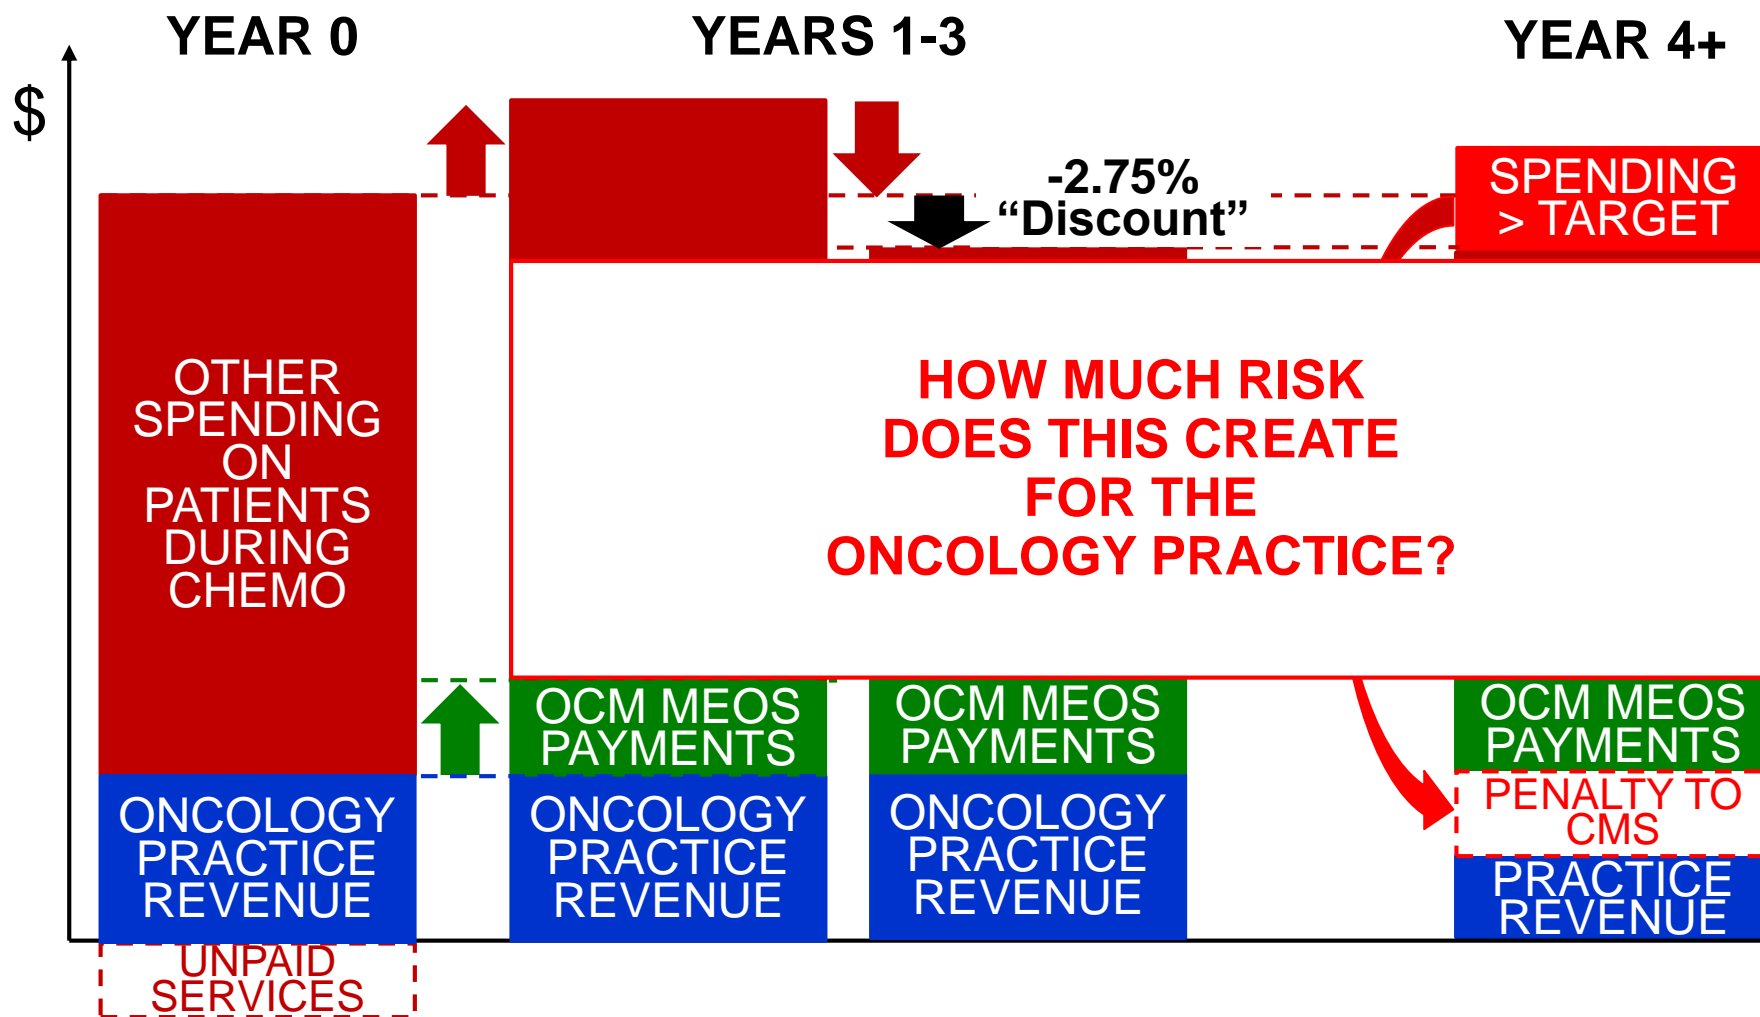 YEAR 0
YEARS 1-3
YEAR 4+
$
-2.75%
“Discount”
SPENDING
> TARGET
OTHER
SPENDING
ON
PATIENTS
DURING
CHEMO
HOW MUCH RISK
DOES THIS CREATE
FOR THE
ONCOLOGY PRACTICE?
OCM MEOS
PAYMENTS
OCM MEOS
PAYMENTS
OCM MEOS
PAYMENTS
PENALTY TO
CMS
ONCOLOGY
PRACTICE
REVENUE
ONCOLOGY
PRACTICE
REVENUE
ONCOLOGY
PRACTICE
REVENUE
PRACTICE
REVENUE
UNPAID
SERVICES